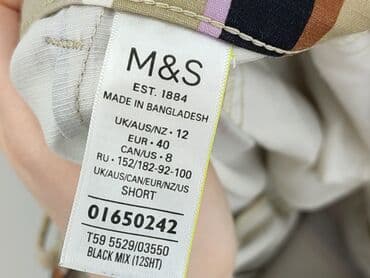 M&S
EST. 1884
MADE IN BANGLADESH
UK/AUS/NZ • 12
EUR • 40
CAN/US • 8
RU • 152/182-92-100
UK/AUS/CAN/EUR/NZ/US
SHORT
01650242
T59 5529/03550
BLACK MIX (12SHT)